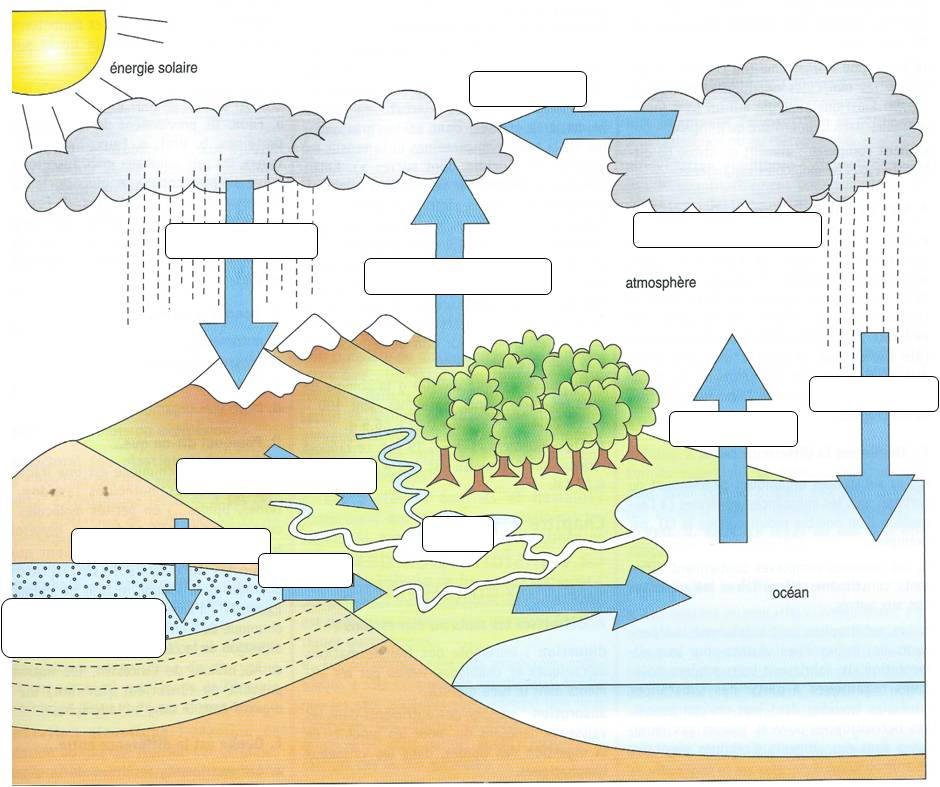 énergie solaire
atmosphère
océan